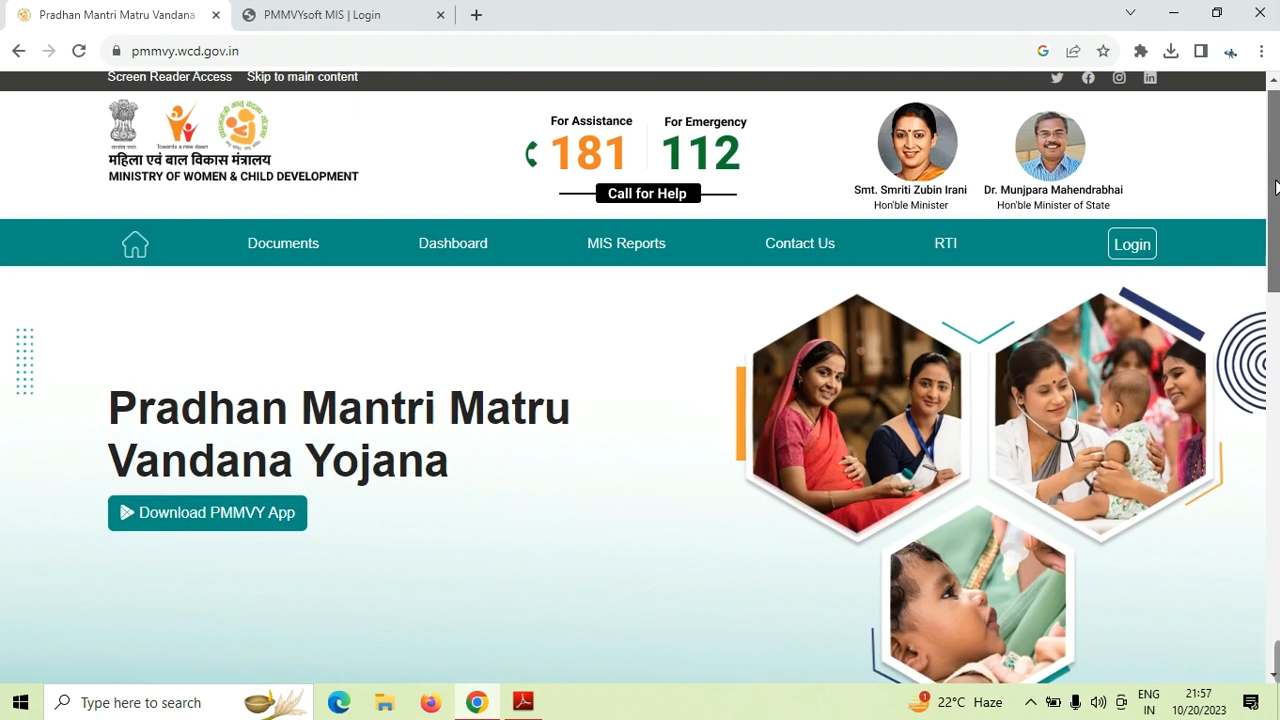 Pradhan Mantri Matru Vandana
PMMVYsoft MIS | Login
pmmvy.wcd.gov.in
Screen Reader Access Skip to main content
For Assistance For Emergency
181 112
Call for Help
महिला एवं बाल विकास मंत्रालय
MINISTRY OF WOMEN & CHILD DEVELOPMENT
Smt. Smriti Zubin Irani
Hon'ble Minister
Dr. Munjpara Mahendrabhai
Hon'ble Minister of State
Documents Dashboard MIS Reports Contact Us RTI Login
Pradhan Mantri Matru
Vandana Yojana
Download PMMVY App
Type here to search
1
22°C Haze
ENG
IN
21:57
10/20/2023